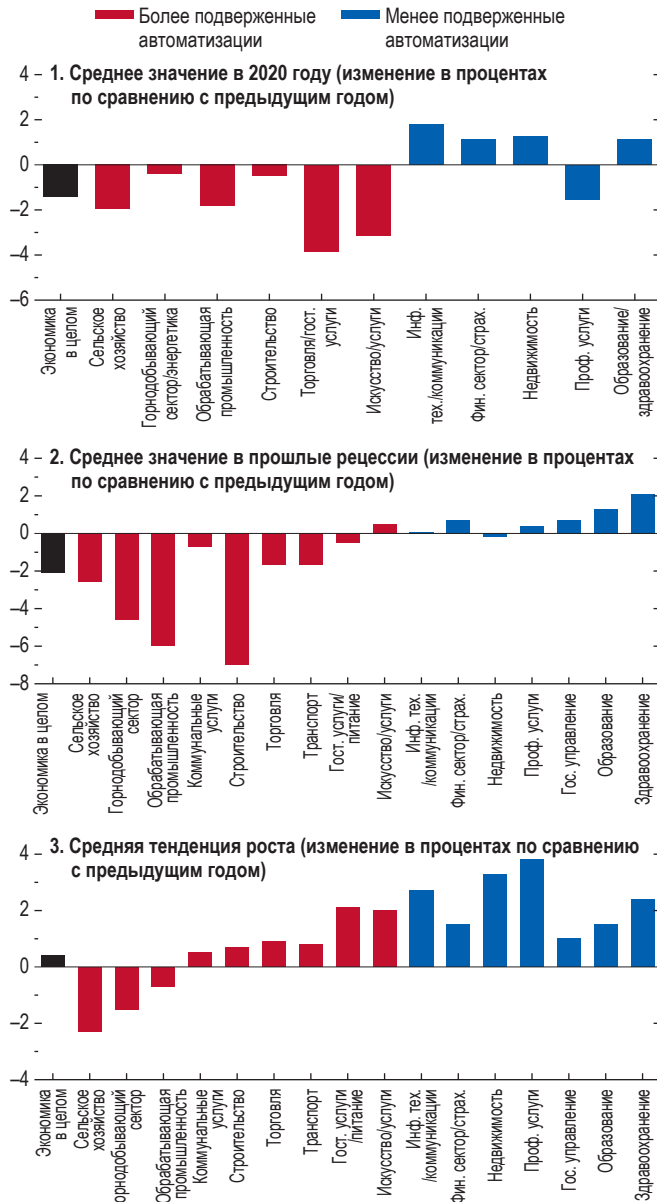 Более подверженные
автоматизации
Менее подверженные
автоматизации
1. Среднее значение в 2020 году (изменение в процентах
по сравнению с предыдущим годом)
4
2
0
–2
–4
–6
Экономика
в целом
Сельское
хозяйство
Горнодобывающий
сектор/энергетика
Обрабатывающая
промышленность
Строительство
Торговля/гост.
услуги
Искусство/услуги
Инф.
тех./коммуникации
Фин. сектор/страх.
Недвижимость
Проф. услуги
Образование/
здравоохранение
2. Среднее значение в прошлые рецессии (изменение в процентах
по сравнению с предыдущим годом)
4
2
0
–2
–4
–6
–8
Экономика в целом
Сельское
хозяйство
Горнодобывающий
сектор
Обрабатывающая
промышленность
Коммунальные
услуги
Строительство
Торговля
Транспорт
Гост. услуги/
питание
Искусство/услуги
Инф. тех.
/коммуникации
Фин. сектор/страх.
Недвижимость
Проф. услуги
Гос. управление
Образование
Здравоохранение
3. Средняя тенденция роста (изменение в процентах по сравнению
с предыдущим годом)
4
2
0
–2
–4
Экономика
в целом
Сельское
хозяйство
Горнодобывающий
сектор
Обрабатывающая
промышленность
Коммунальные
услуги
Строительство
Торговля
Транспорт
Гост. услуги
/питание
Искусство/услуги
Инф. тех.
/коммуникации
Фин. сектор/страх.
Недвижимость
Проф. услуги
Гос. управление
Образование
Здравоохранение